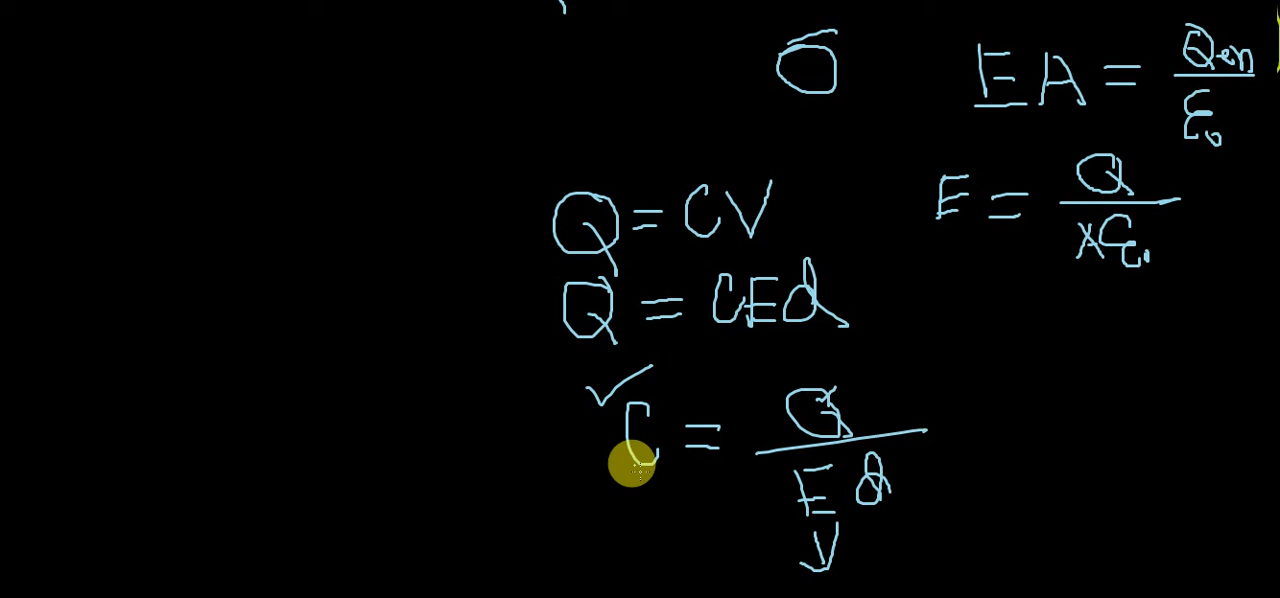 EA = Qen / ε₀
E = Q / Aε₀
Q = CV
Q = CEd
✓ C = Q / Ed